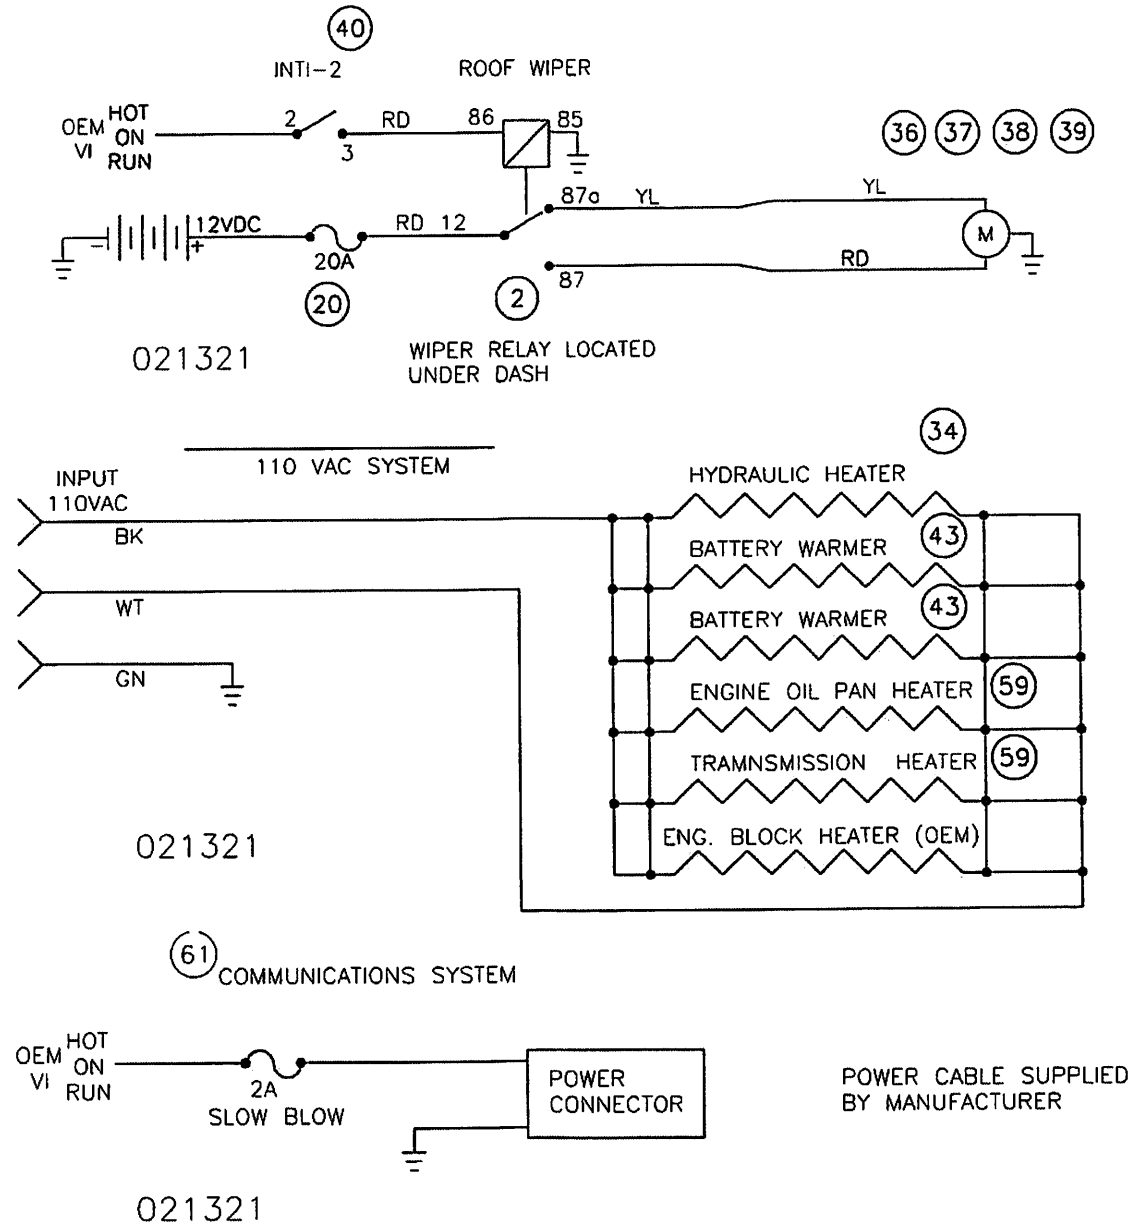 40
INTI-2
ROOF WIPER
OEM VI
HOT ON RUN
2
3
RD
86
85
36 37 38 39
87a
YL
YL
12VDC
-
+
20A
RD 12
M
87
RD
20
2
021321
WIPER RELAY LOCATED
UNDER DASH
110 VAC SYSTEM
34
INPUT
110VAC
HYDRAULIC HEATER
BK
BATTERY WARMER
43
WT
BATTERY WARMER
43
GN
ENGINE OIL PAN HEATER
59
TRAMNSMISSION HEATER
59
ENG. BLOCK HEATER (OEM)
021321
61
COMMUNICATIONS SYSTEM
OEM VI
HOT ON RUN
2A
SLOW BLOW
POWER
CONNECTOR
POWER CABLE SUPPLIED
BY MANUFACTURER
021321